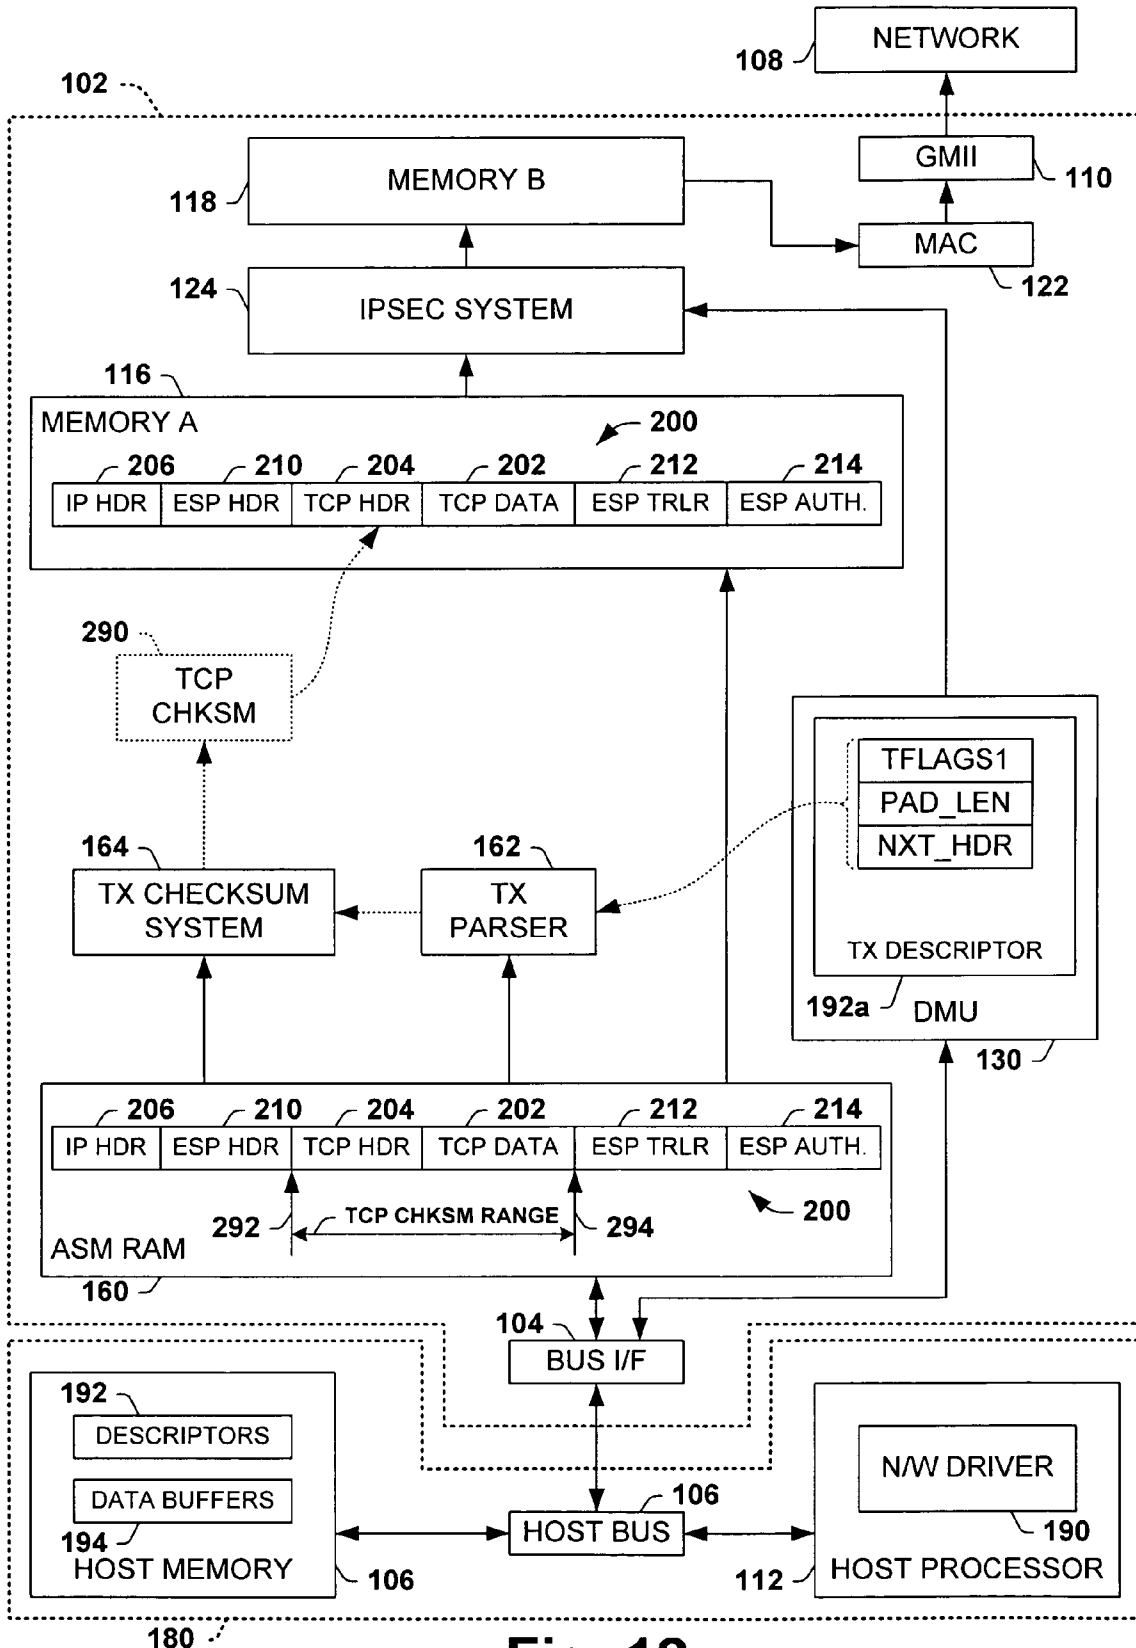 NETWORK
108
102
GMII
110
MEMORY B
118
MAC
122
124
IPSEC SYSTEM
116
MEMORY A
200
206 210 204 202 212 214
IP HDR ESP HDR TCP HDR TCP DATA ESP TRLR ESP AUTH.
290
TCP
CHKSM
TFLAGS1
PAD_LEN
NXT_HDR
164
TX CHECKSUM
SYSTEM
162
TX
PARSER
TX DESCRIPTOR
192a
DMU
130
206 210 204 202 212 214
IP HDR ESP HDR TCP HDR TCP DATA ESP TRLR ESP AUTH.
292 TCP CHKSM RANGE 294
200
ASM RAM
160
104
BUS I/F
192
DESCRIPTORS
DATA BUFFERS
194
HOST MEMORY
106
106
HOST BUS
N/W DRIVER
190
112
HOST PROCESSOR
180